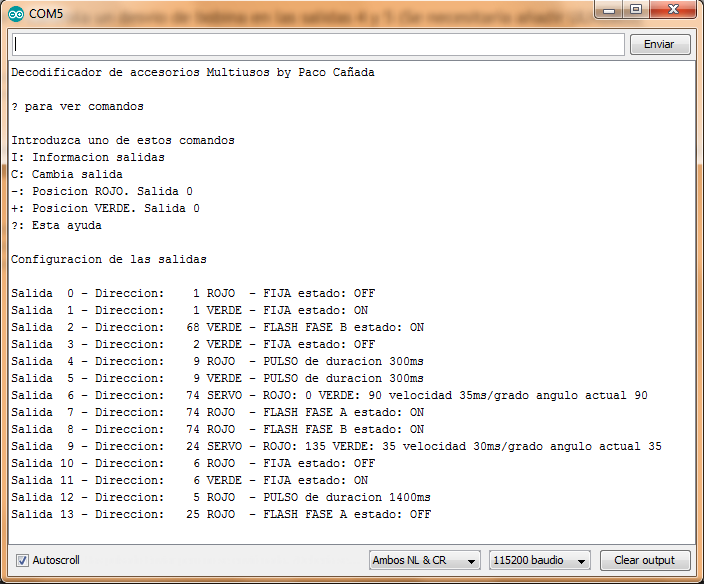 COM5
Enviar
Decodificador de accesorios Multiusos by Paco Cañada
? para ver comandos
Introduzca uno de estos comandos
I: Informacion salidas
C: Cambia salida
-: Posicion ROJO. Salida 0
+: Posicion VERDE. Salida 0
?: Esta ayuda
Configuracion de las salidas
Salida  0 - Direccion:    1 ROJO  - FIJA estado: OFF
Salida  1 - Direccion:    1 VERDE - FIJA estado: ON
Salida  2 - Direccion:   68 VERDE - FLASH FASE B estado: ON
Salida  3 - Direccion:    2 VERDE - FIJA estado: OFF
Salida  4 - Direccion:    9 ROJO  - PULSO de duracion 300ms
Salida  5 - Direccion:    9 VERDE - PULSO de duracion 300ms
Salida  6 - Direccion:   74 SERVO - ROJO: 0 VERDE: 90 velocidad 35ms/grado angulo actual 90
Salida  7 - Direccion:   74 ROJO  - FLASH FASE A estado: ON
Salida  8 - Direccion:   74 ROJO  - FLASH FASE B estado: ON
Salida  9 - Direccion:   24 SERVO - ROJO: 135 VERDE: 35 velocidad 30ms/grado angulo actual 35
Salida 10 - Direccion:    6 ROJO  - FIJA estado: OFF
Salida 11 - Direccion:    6 VERDE - FIJA estado: ON
Salida 12 - Direccion:    5 ROJO  - PULSO de duracion 1400ms
Salida 13 - Direccion:   25 ROJO  - FLASH FASE A estado: OFF
Autoscroll
Ambos NL & CR
115200 baudio
Clear output